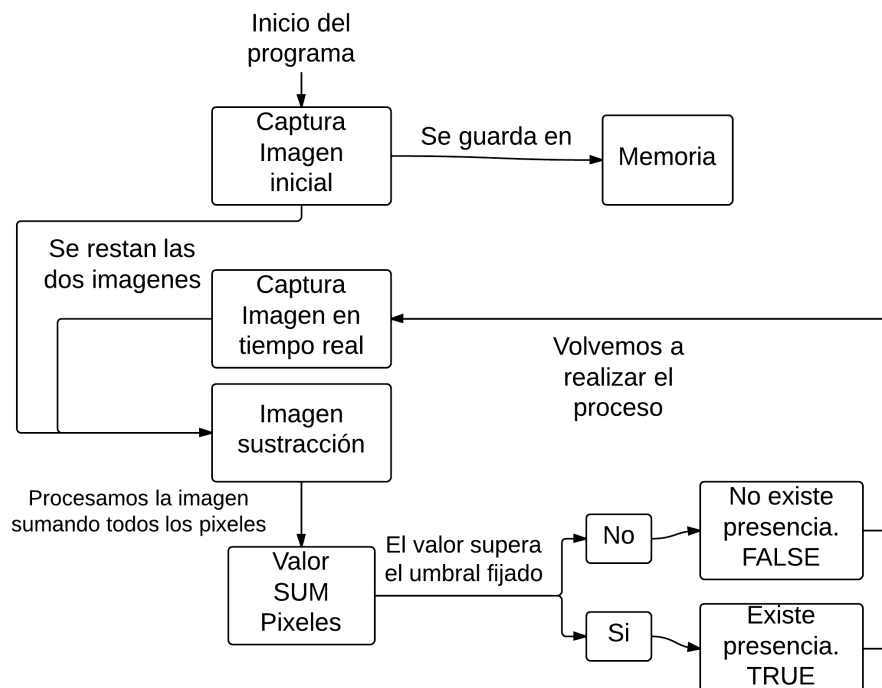 Inicio del
programa
Captura
Imagen
inicial
Se guarda en
Memoria
Se restan las
dos imagenes
Captura
Imagen en
tiempo real
Volvemos a
realizar el
proceso
Imagen
sustracción
Procesamos la imagen
sumando todos los pixeles
Valor
SUM
Pixeles
El valor supera
el umbral fijado
No
No existe
presencia.
FALSE
Si
Existe
presencia.
TRUE